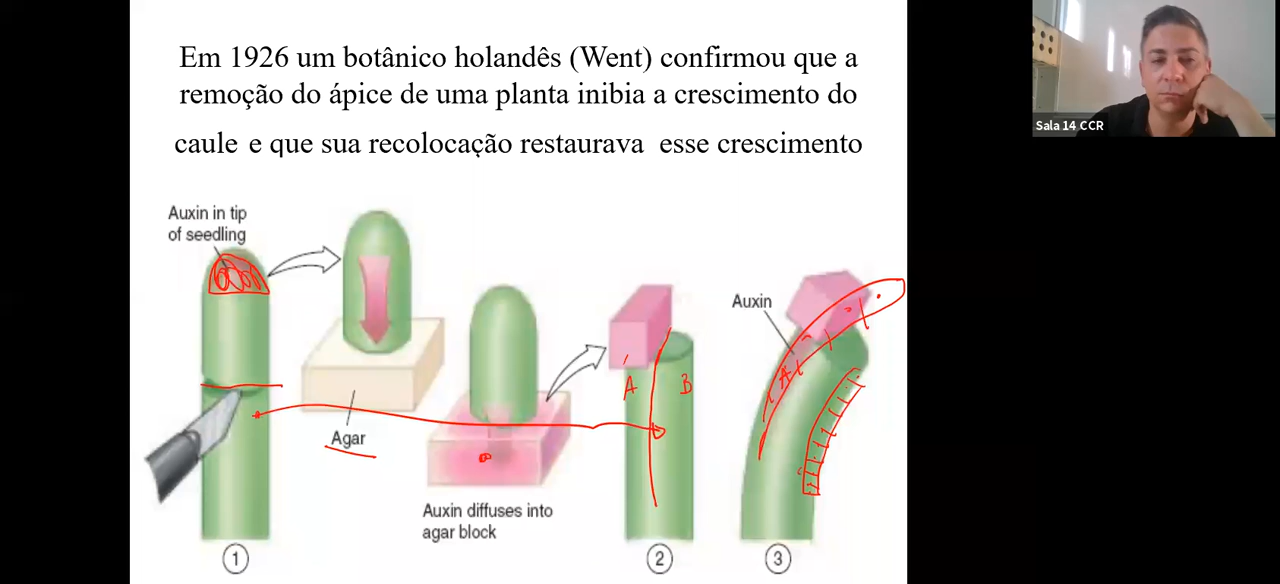 Em 1926 um botânico holandês (Went) confirmou que a
remoção do ápice de uma planta inibia a crescimento do
caule e que sua recolocação restaurava esse crescimento
Sala 14 CCR
Auxin in tip
of seedling
Agar
Auxin diffuses into
agar block
A
B
Auxin
A
1
2
3